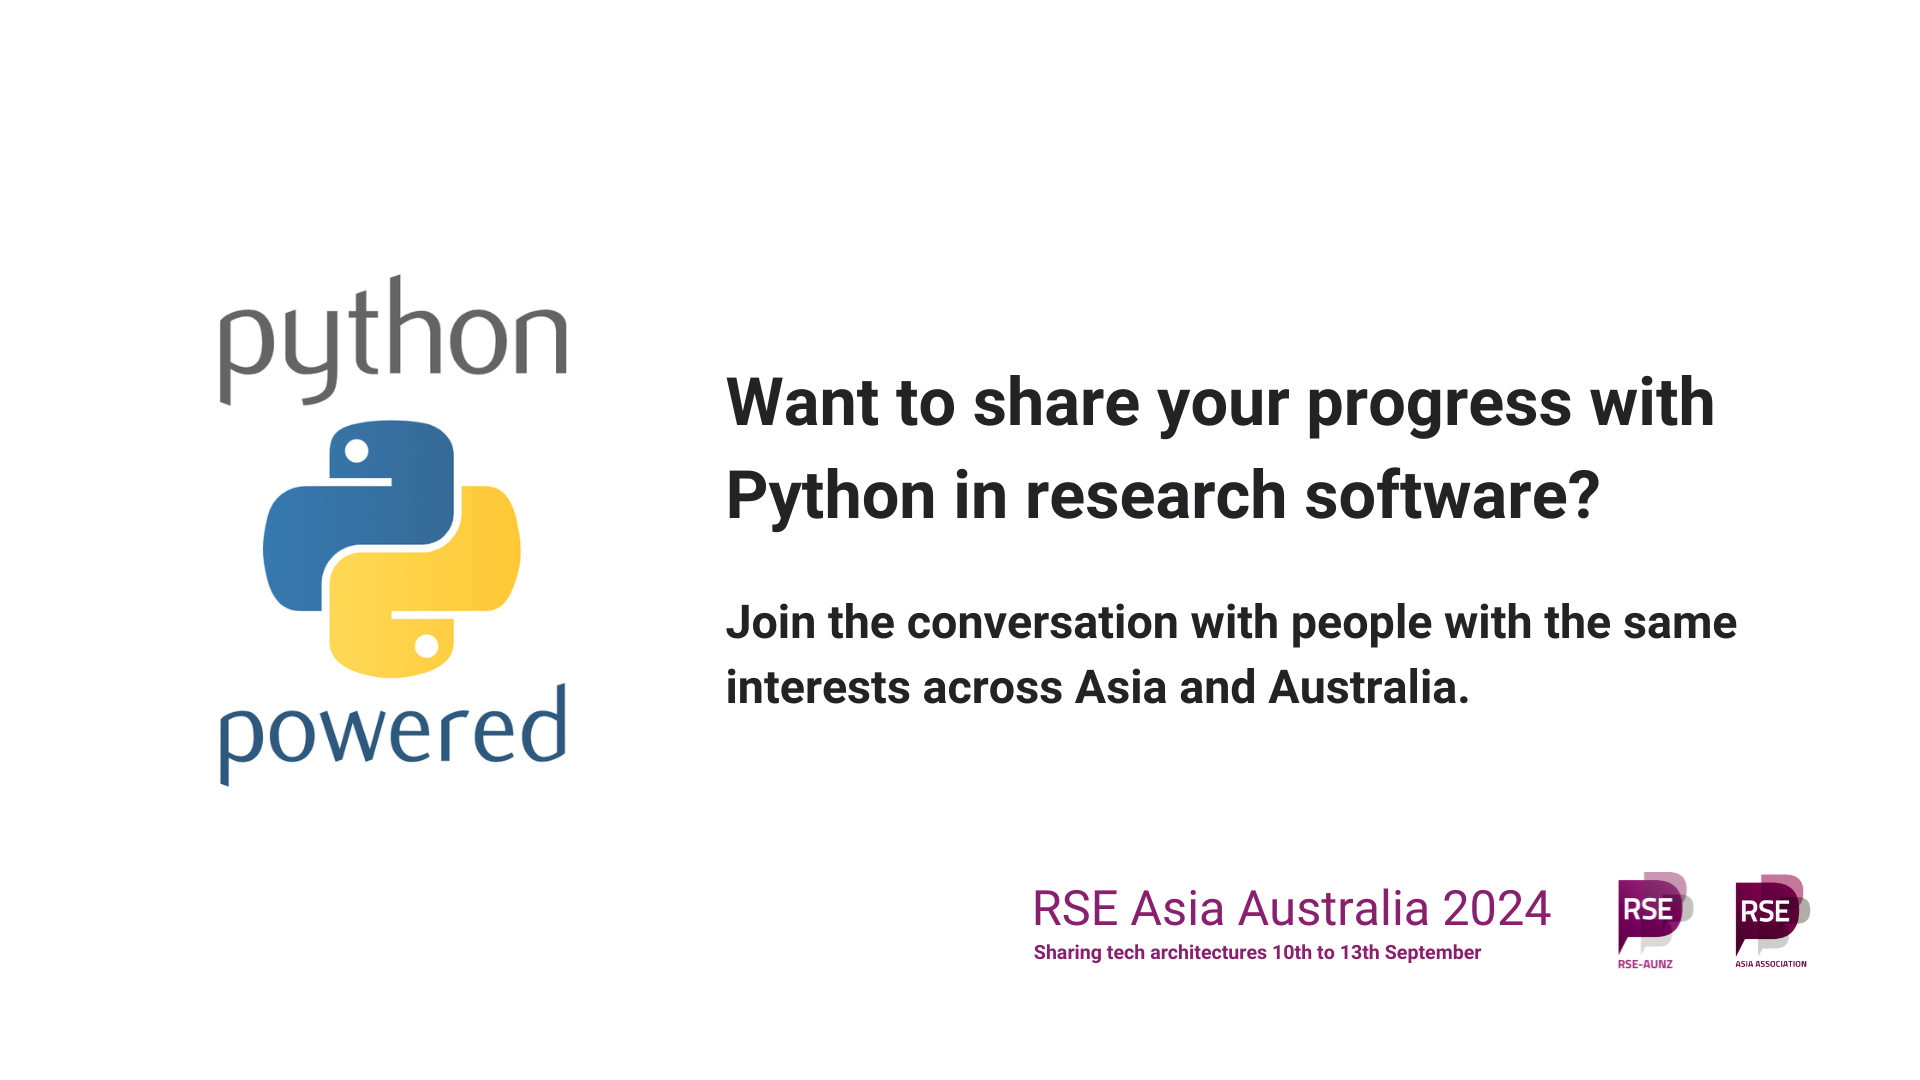 python
powered
Want to share your progress with
Python in research software?
Join the conversation with people with the same
interests across Asia and Australia.
RSE Asia Australia 2024
Sharing tech architectures 10th to 13th September
RSE
RSE-AUNZ
RSE
ASIA ASSOCIATION